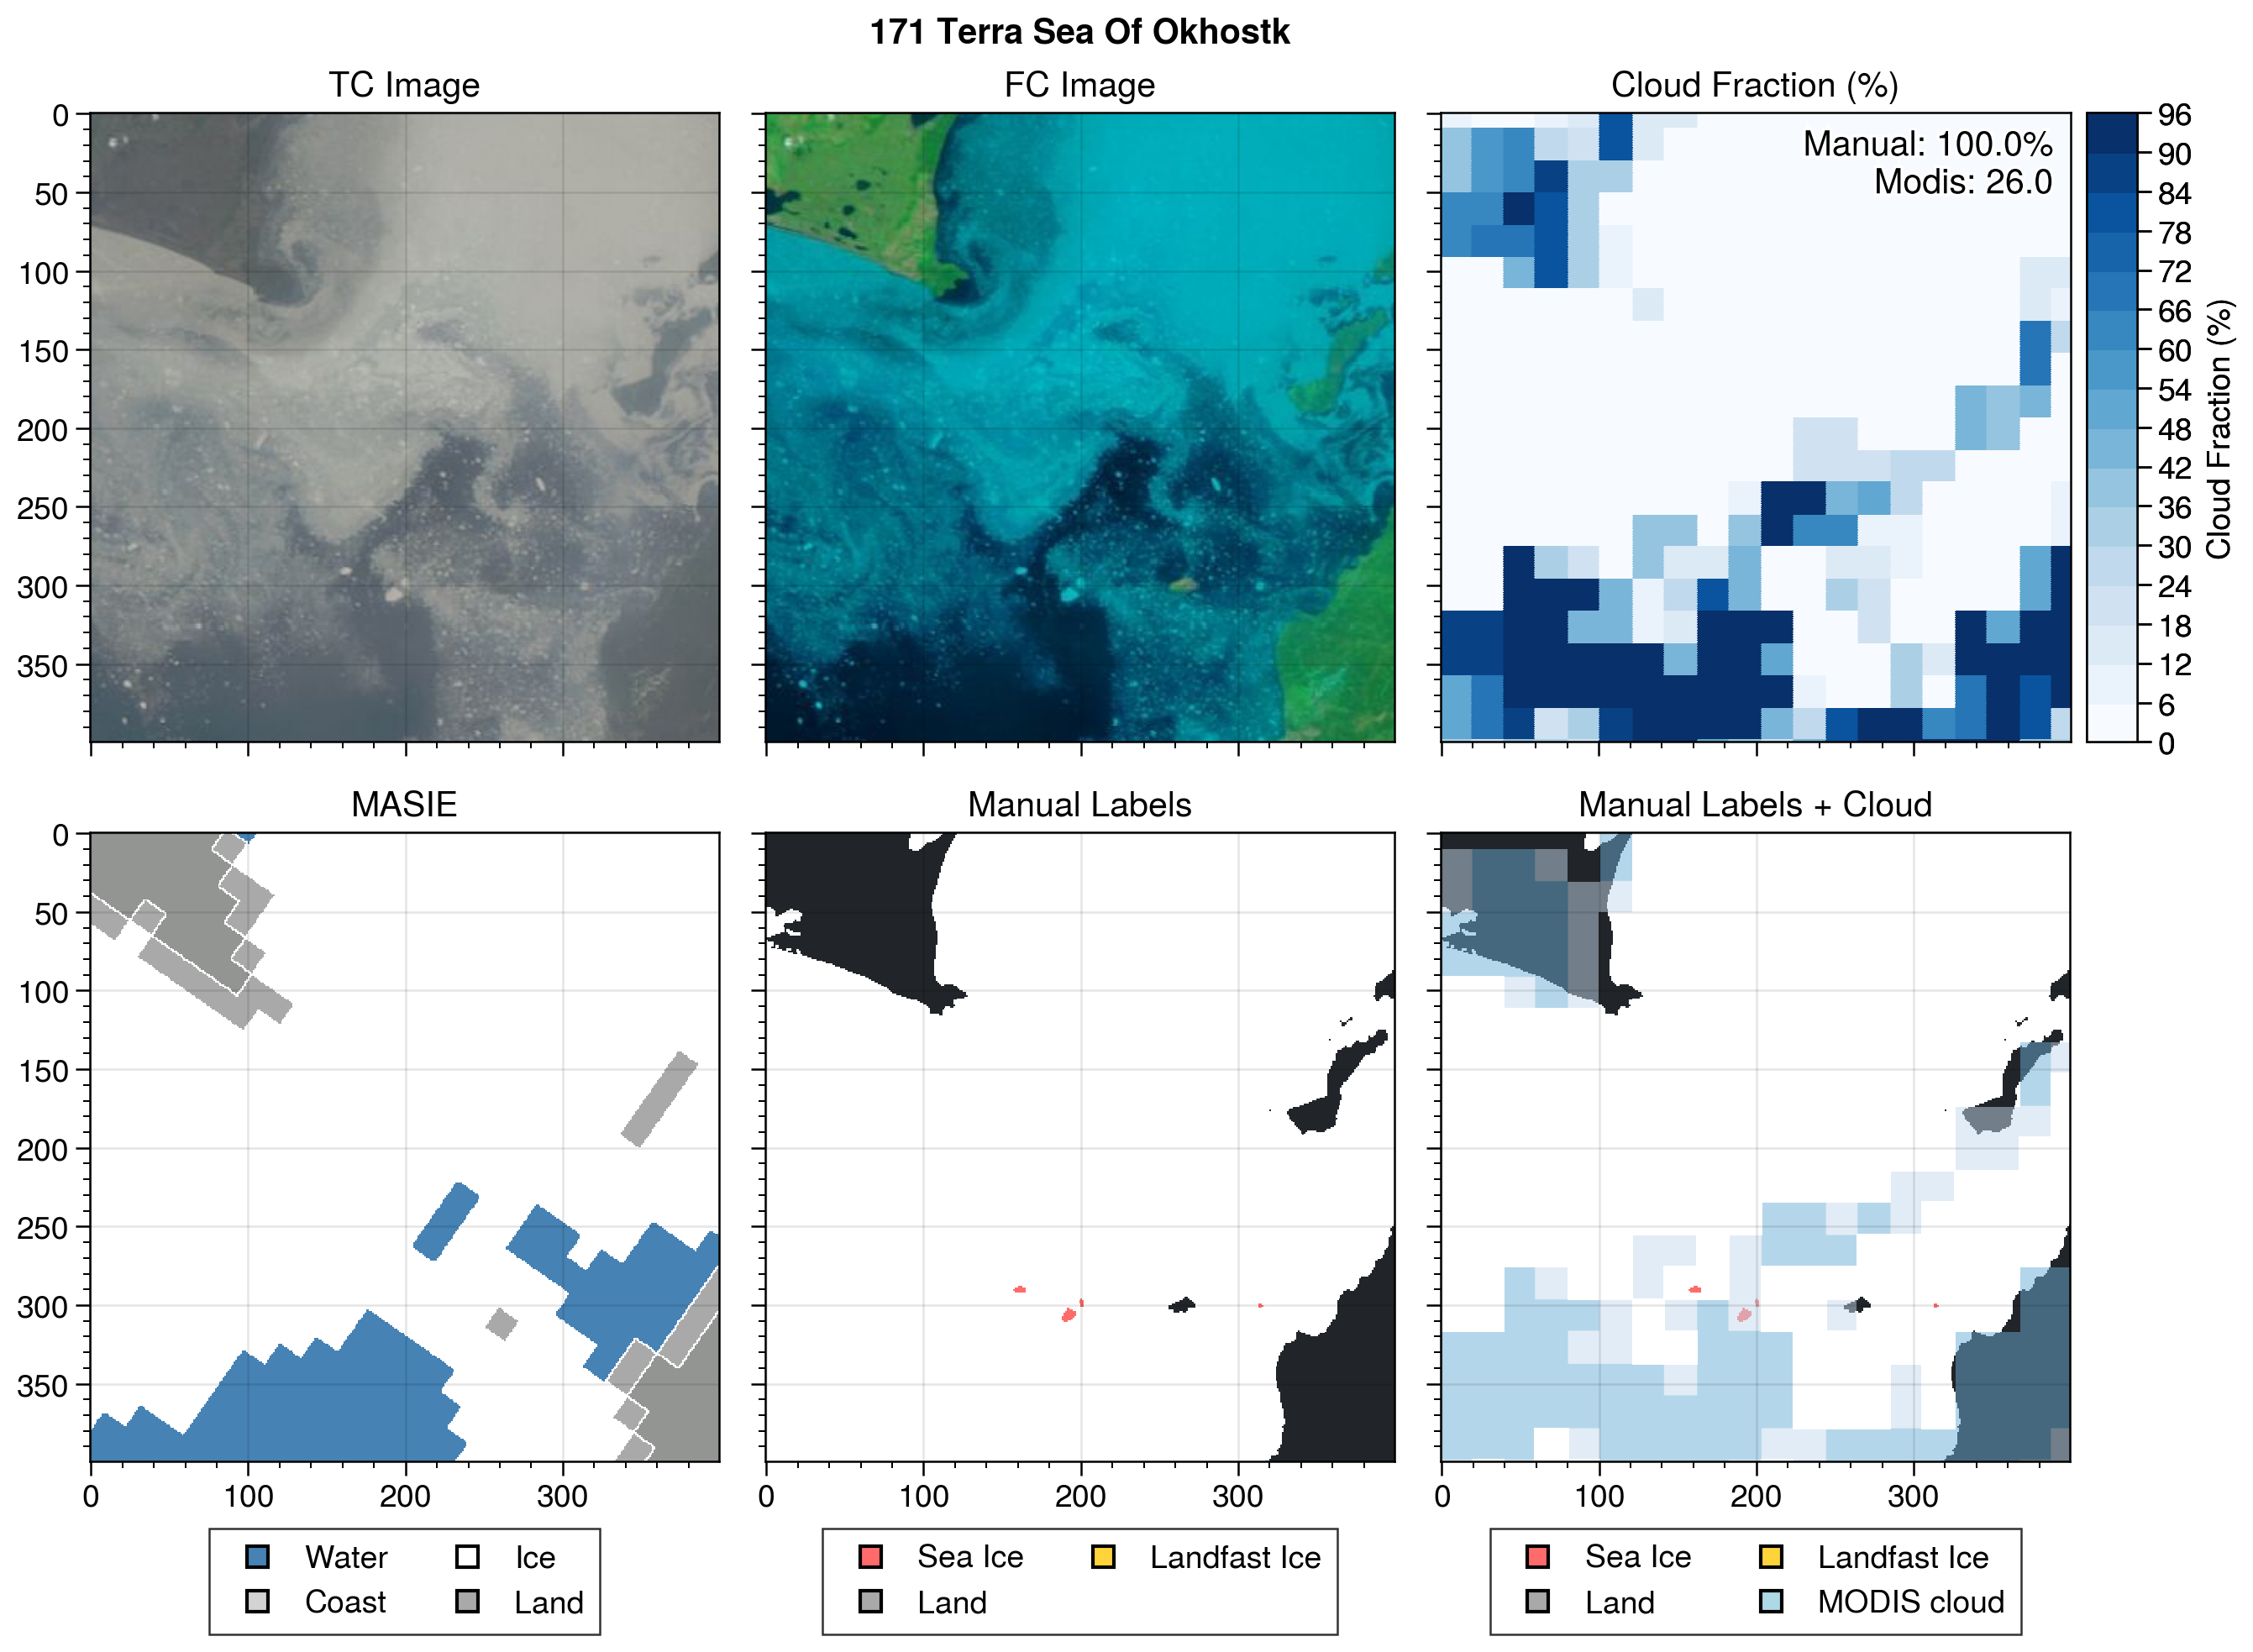 171 Terra Sea Of Okhostk
TC Image
FC Image
Cloud Fraction (%)
0
50
100
150
200
250
300
350
Manual: 100.0%
Modis: 26.0
96
90
84
78
72
66
60
54
48
42
36
30
24
18
12
6
0
Cloud Fraction (%)
MASIE
Manual Labels
Manual Labels + Cloud
0
50
100
150
200
250
300
350
0 100 200 300
0 100 200 300
0 100 200 300
Water Ice
Coast Land
Sea Ice Landfast Ice
Land
Sea Ice Landfast Ice
Land MODIS cloud